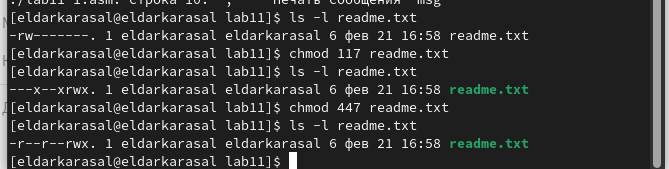 ./lab11-1.asm. строка 10. , печать сообщения msg
[eldarkarasal@eldarkarasal lab11]$ ls -l readme.txt
-rw-------. 1 eldarkarasal eldarkarasal 6 фев 21 16:58 readme.txt
[eldarkarasal@eldarkarasal lab11]$ chmod 117 readme.txt
[eldarkarasal@eldarkarasal lab11]$ ls -l readme.txt
---x--xrwx. 1 eldarkarasal eldarkarasal 6 фев 21 16:58 readme.txt
[eldarkarasal@eldarkarasal lab11]$ chmod 447 readme.txt
[eldarkarasal@eldarkarasal lab11]$ ls -l readme.txt
-r--r--rwx. 1 eldarkarasal eldarkarasal 6 фев 21 16:58 readme.txt
[eldarkarasal@eldarkarasal lab11]$